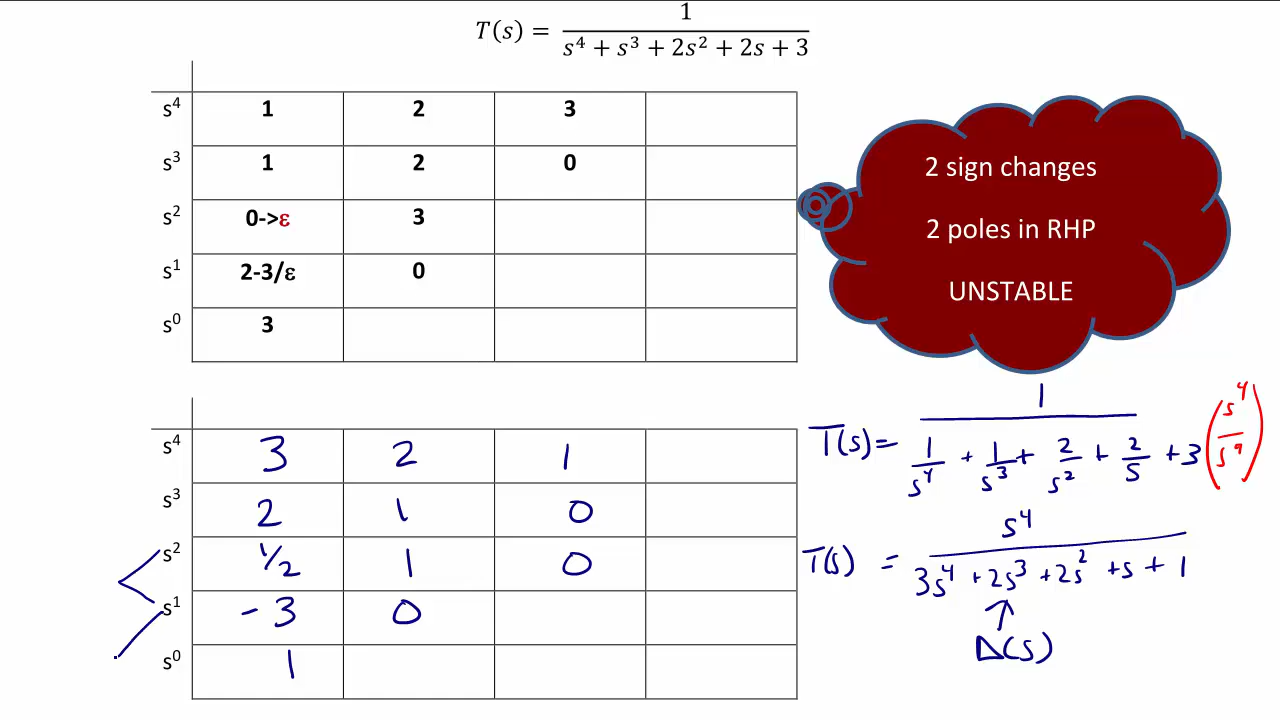 T(s) = 1 / (s⁴ + s³ + 2s² + 2s + 3)
s⁴ 1 2 3
s³ 1 2 0
s² 0->ε 3
s¹ 2-3/ε 0
s⁰ 3
2 sign changes
2 poles in RHP
UNSTABLE
s⁴ 3 2 1
s³ 2 1 0
s² 1/2 1 0
s¹ -3 0
s⁰ 1
T(s) = 1 / (1/s⁴ + 1/s³ + 2/s² + 2/s + 3) (s⁴/s⁴)
T(s) = s⁴ / (3s⁴ + 2s³ + 2s² + s + 1)
↑
Δ(s)